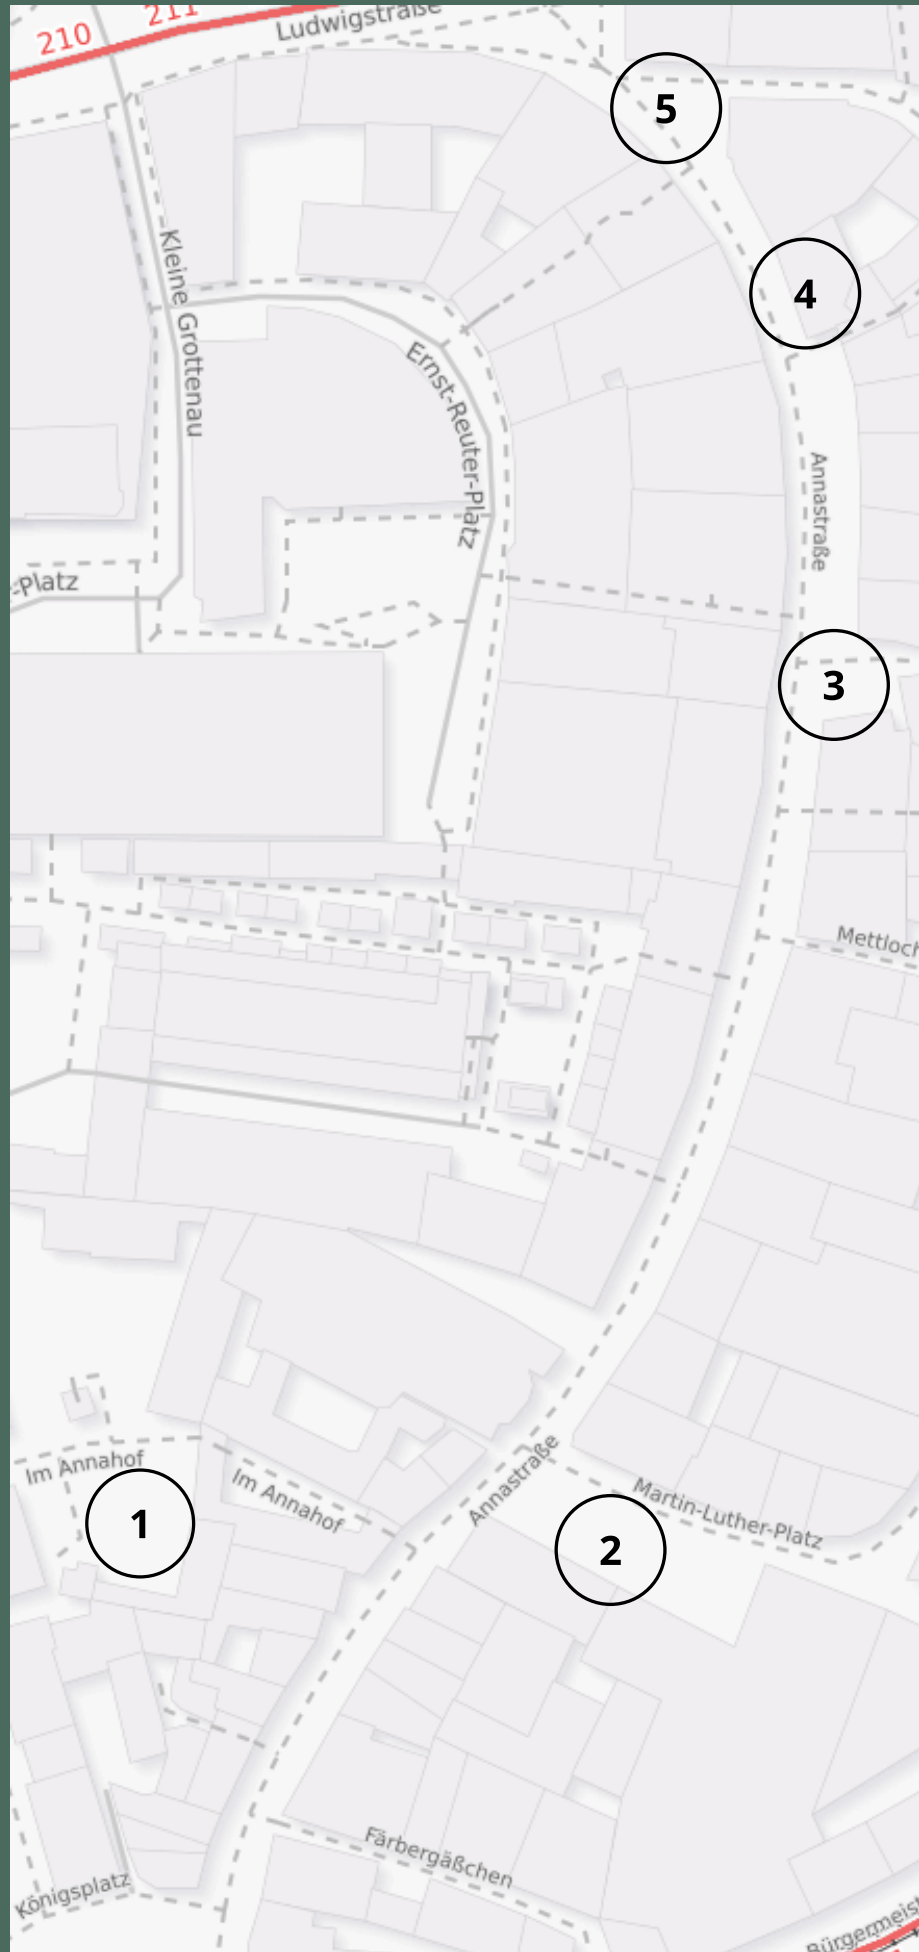 210
211
Ludwigstraße
5
Kleine Grottenau
4
Ernst-Reuter-Platz
Annastraße
-Platz
3
Mettloch
Im Annahof
Im Annahof
Annastraße
Martin-Luther-Platz
1
2
Färbergäßchen
Königsplatz
Bürgermeist